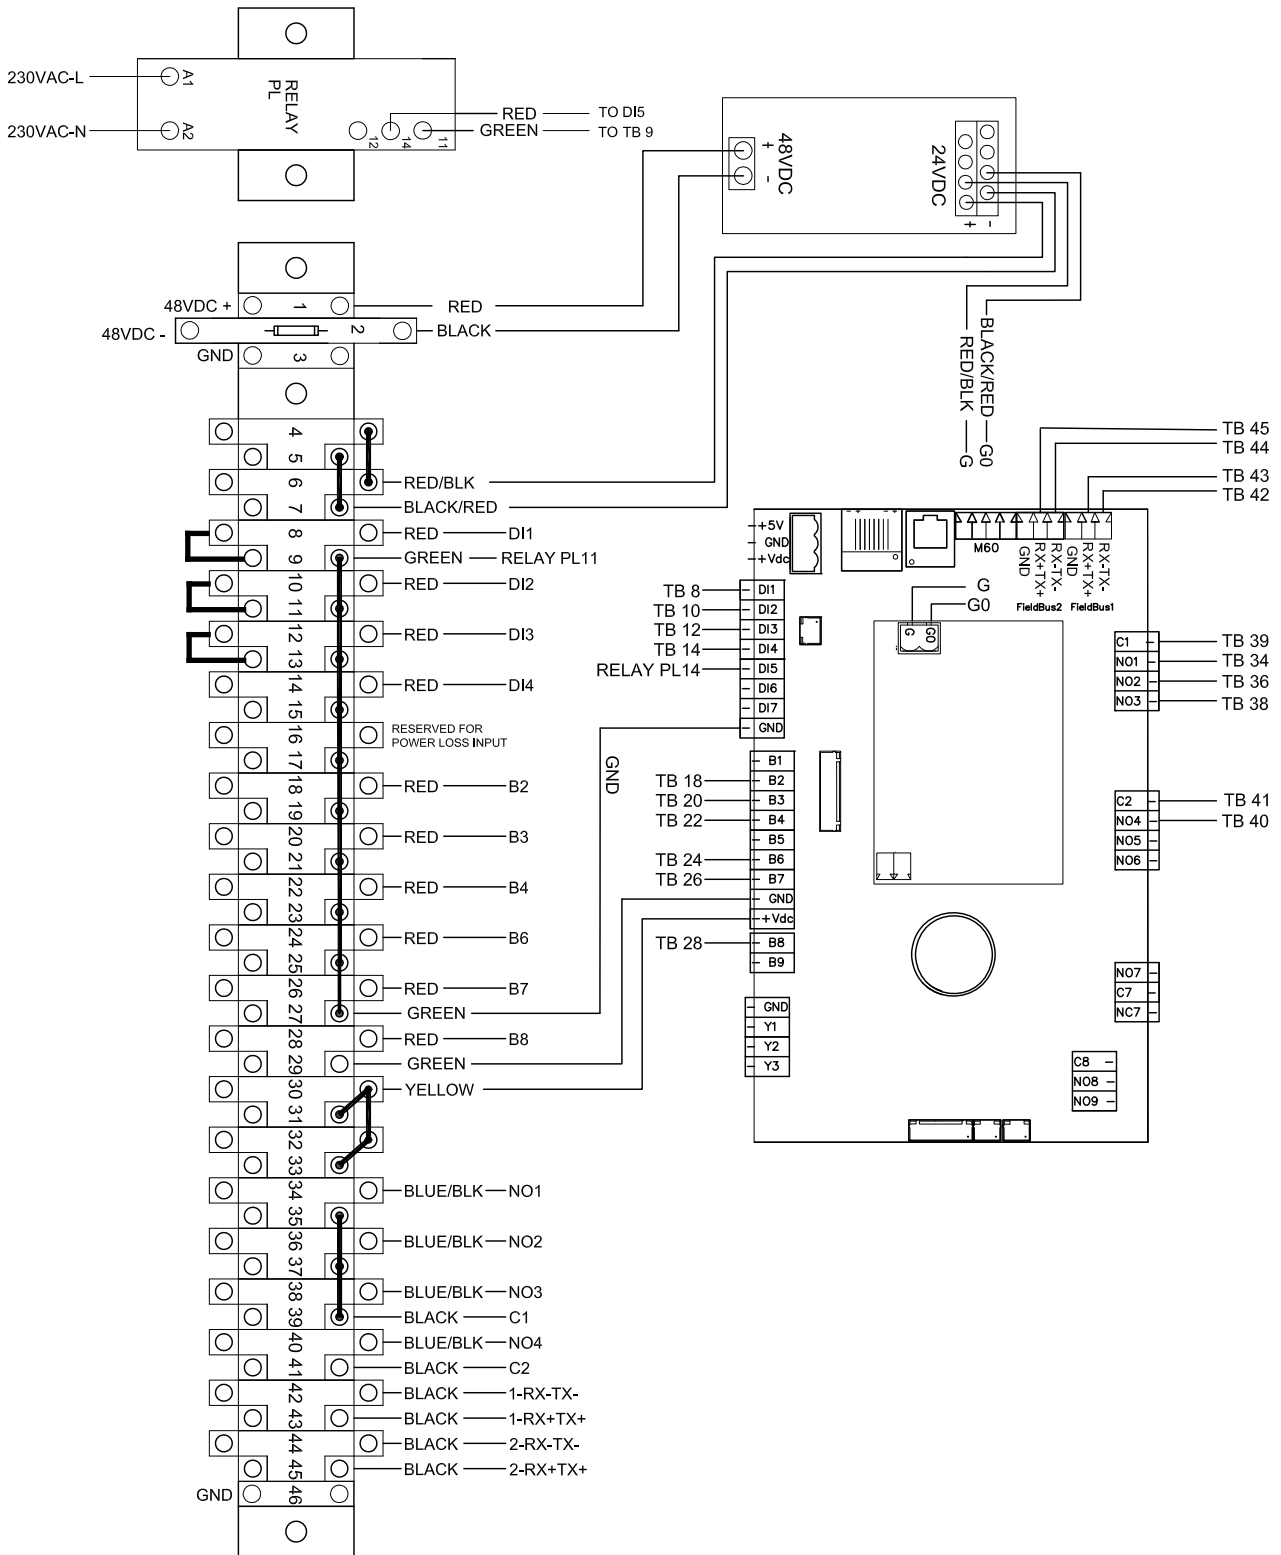 230VAC-L
A1
RELAY
PL
230VAC-N
A2
12
14
11
RED
TO DI5
GREEN
TO TB 9
48VDC
+
-
24VDC
+
-
48VDC +
1
RED
48VDC -
2
BLACK
GND
3
BLACK/RED
G0
RED/BLK
G
4
5
6
RED/BLK
7
BLACK/RED
8
RED
DI1
9
GREEN
RELAY PL11
10
RED
DI2
11
12
RED
DI3
13
14
RED
DI4
15
16
RESERVED FOR
POWER LOSS INPUT
17
18
RED
B2
19
20
RED
B3
21
22
RED
B4
23
24
RED
B6
25
26
RED
B7
27
GREEN
28
RED
B8
29
GREEN
30
YELLOW
31
32
33
34
BLUE/BLK
NO1
35
36
BLUE/BLK
NO2
37
38
BLUE/BLK
NO3
39
BLACK
C1
40
BLUE/BLK
NO4
41
BLACK
C2
42
BLACK
1-RX-TX-
43
BLACK
1-RX+TX+
44
BLACK
2-RX-TX-
45
BLACK
2-RX+TX+
GND
46
GND
TB 45
TB 44
TB 43
TB 42
+5V
GND
+Vdc
M60
GND
RX+TX+
RX-TX-
GND
RX+TX+
RX-TX-
FieldBus2
FieldBus1
G
G0
G
G0
TB 8
DI1
TB 10
DI2
TB 12
DI3
TB 14
DI4
RELAY PL14
DI5
DI6
DI7
GND
B1
TB 18
B2
TB 20
B3
TB 22
B4
B5
TB 24
B6
TB 26
B7
GND
+Vdc
TB 28
B8
B9
GND
Y1
Y2
Y3
C1
TB 39
NO1
TB 34
NO2
TB 36
NO3
TB 38
C2
TB 41
NO4
TB 40
NO5
NO6
NO7
C7
NC7
C8
NO8
NO9